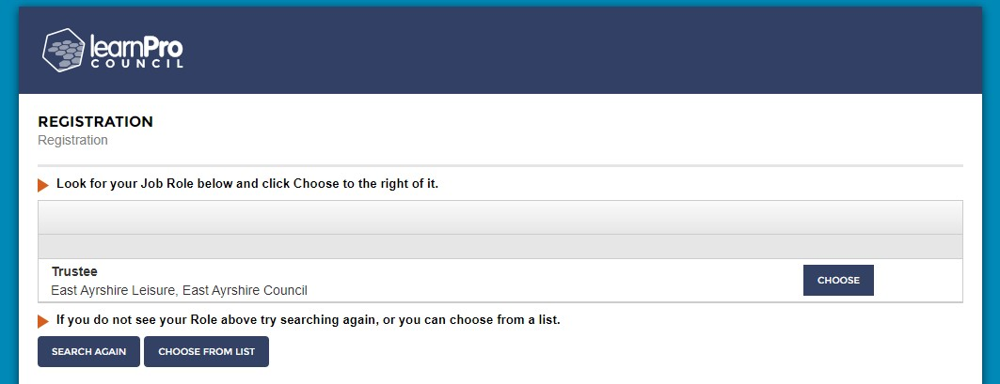 learnPro
COUNCIL
REGISTRATION
Registration
Look for your Job Role below and click Choose to the right of it.
Trustee
East Ayrshire Leisure, East Ayrshire Council
CHOOSE
If you do not see your Role above try searching again, or you can choose from a list.
SEARCH AGAIN
CHOOSE FROM LIST